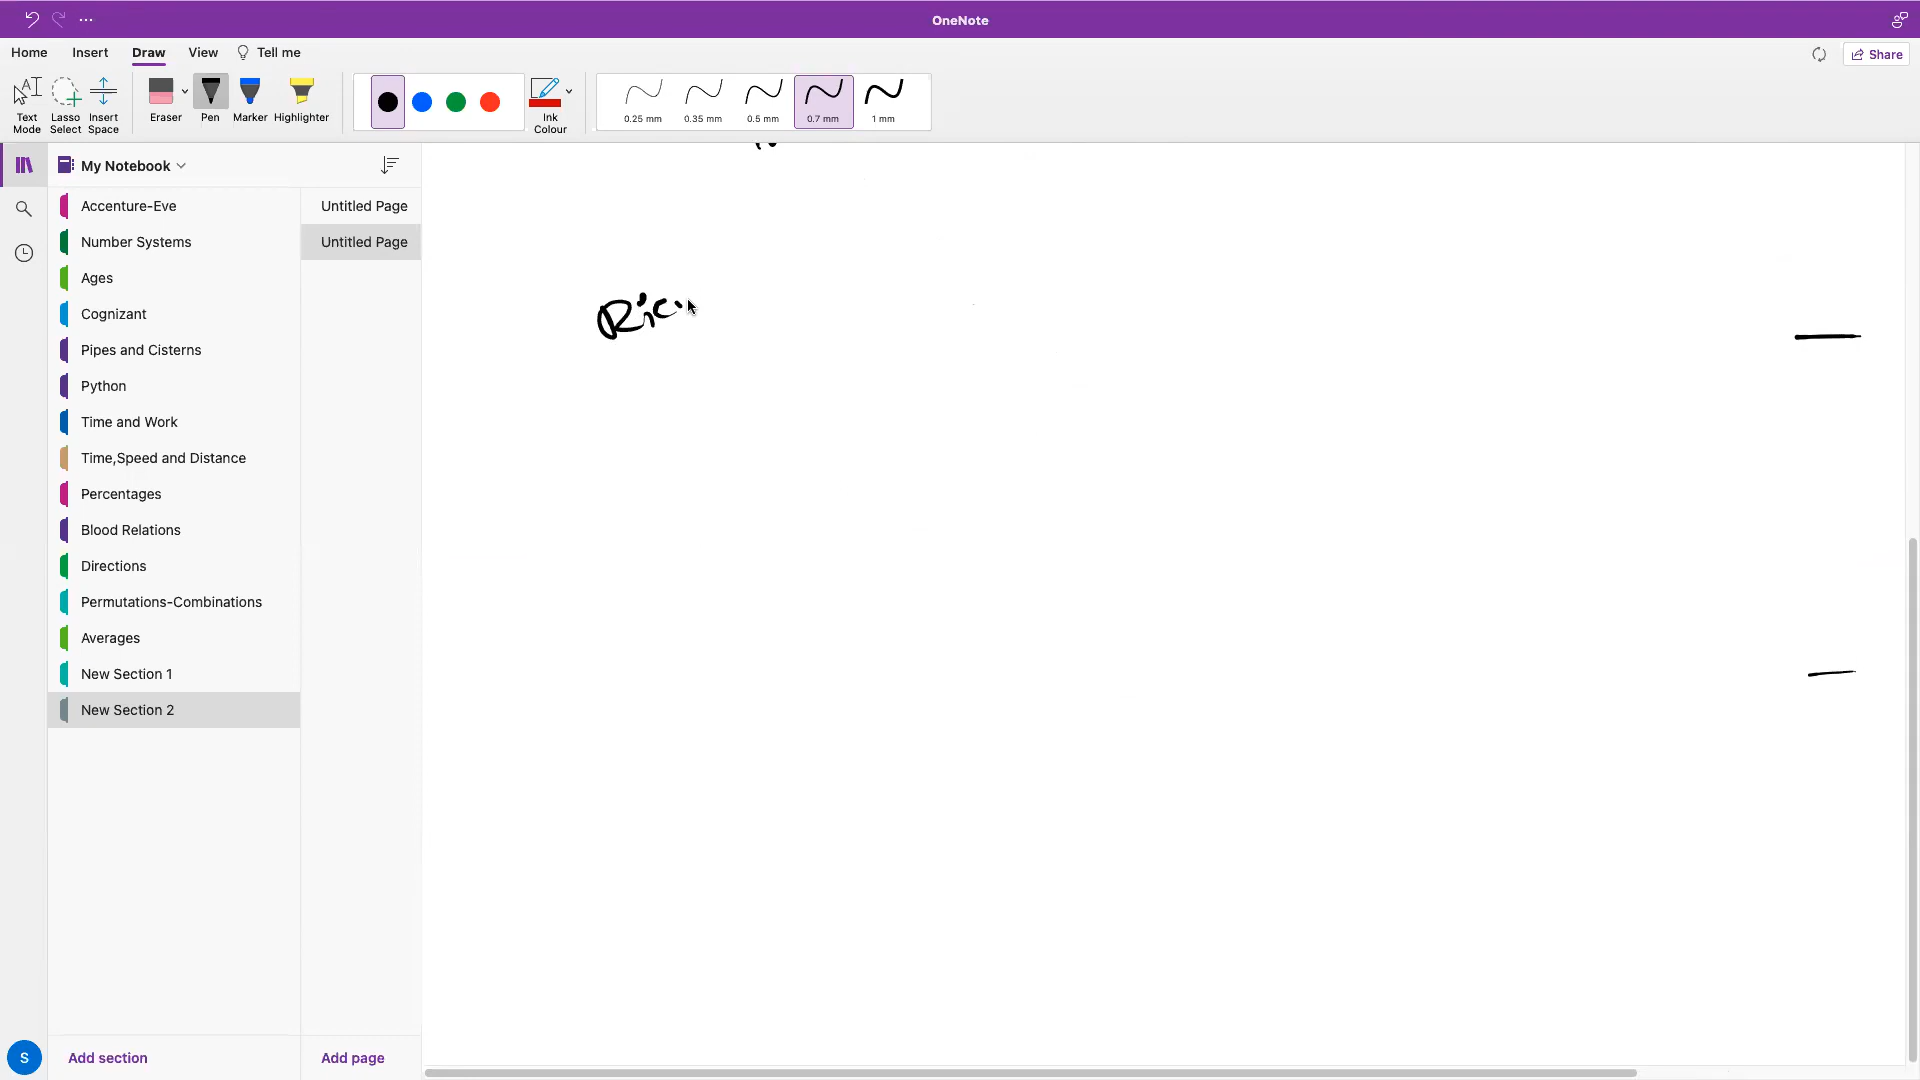 OneNote
Home Insert Draw View Tell me
Share
Text Mode
Lasso Select
Insert Space
Eraser
Pen
Marker
Highlighter
Ink Colour
0.25 mm
0.35 mm
0.5 mm
0.7 mm
1 mm
My Notebook
Accenture-Eve
Number Systems
Ages
Cognizant
Pipes and Cisterns
Python
Time and Work
Time,Speed and Distance
Percentages
Blood Relations
Directions
Permutations-Combinations
Averages
New Section 1
New Section 2
Untitled Page
Untitled Page
Ric
S
Add section
Add page